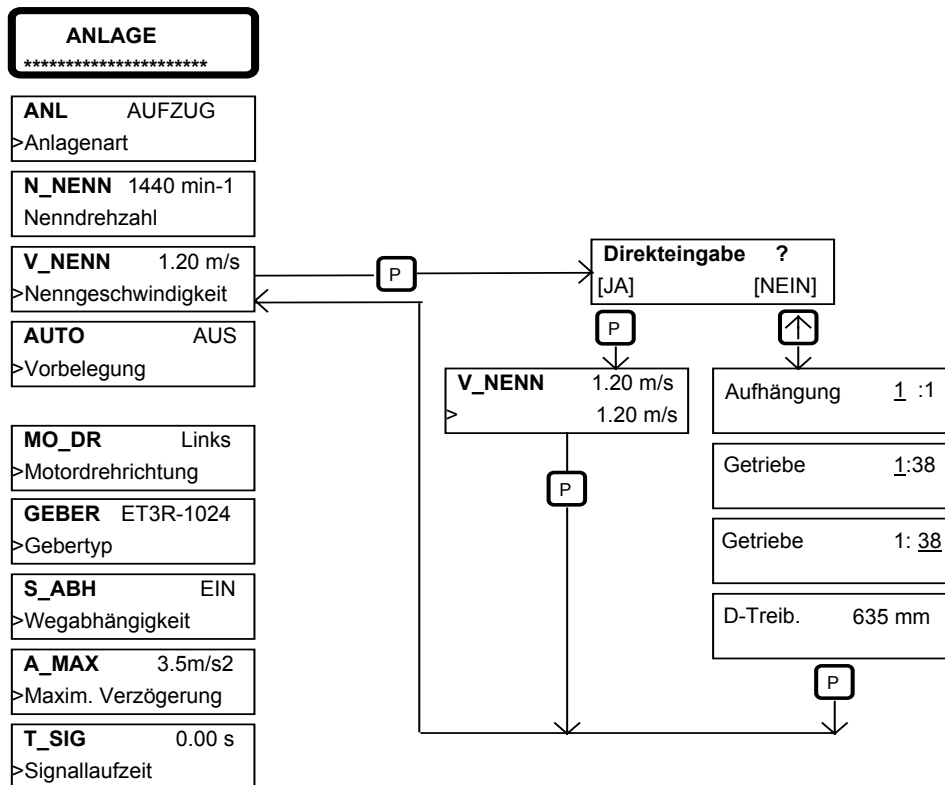 ANLAGE
**********************
ANL AUFZUG
>Anlagenart
N_NENN 1440 min-1
Nenndrehzahl
V_NENN 1.20 m/s
>Nenngeschwindigkeit
AUTO AUS
>Vorbelegung
MO_DR Links
>Motordrehrichtung
GEBER ET3R-1024
>Gebertyp
S_ABH EIN
>Wegabhängigkeit
A_MAX 3.5m/s2
>Maxim. Verzögerung
T_SIG 0.00 s
>Signallaufzeit
P
Direkteingabe ?
[JA] [NEIN]
P
V_NENN 1.20 m/s
> 1.20 m/s
P
Aufhängung 1 :1
Getriebe 1:38
Getriebe 1: 38
D-Treib. 635 mm
P